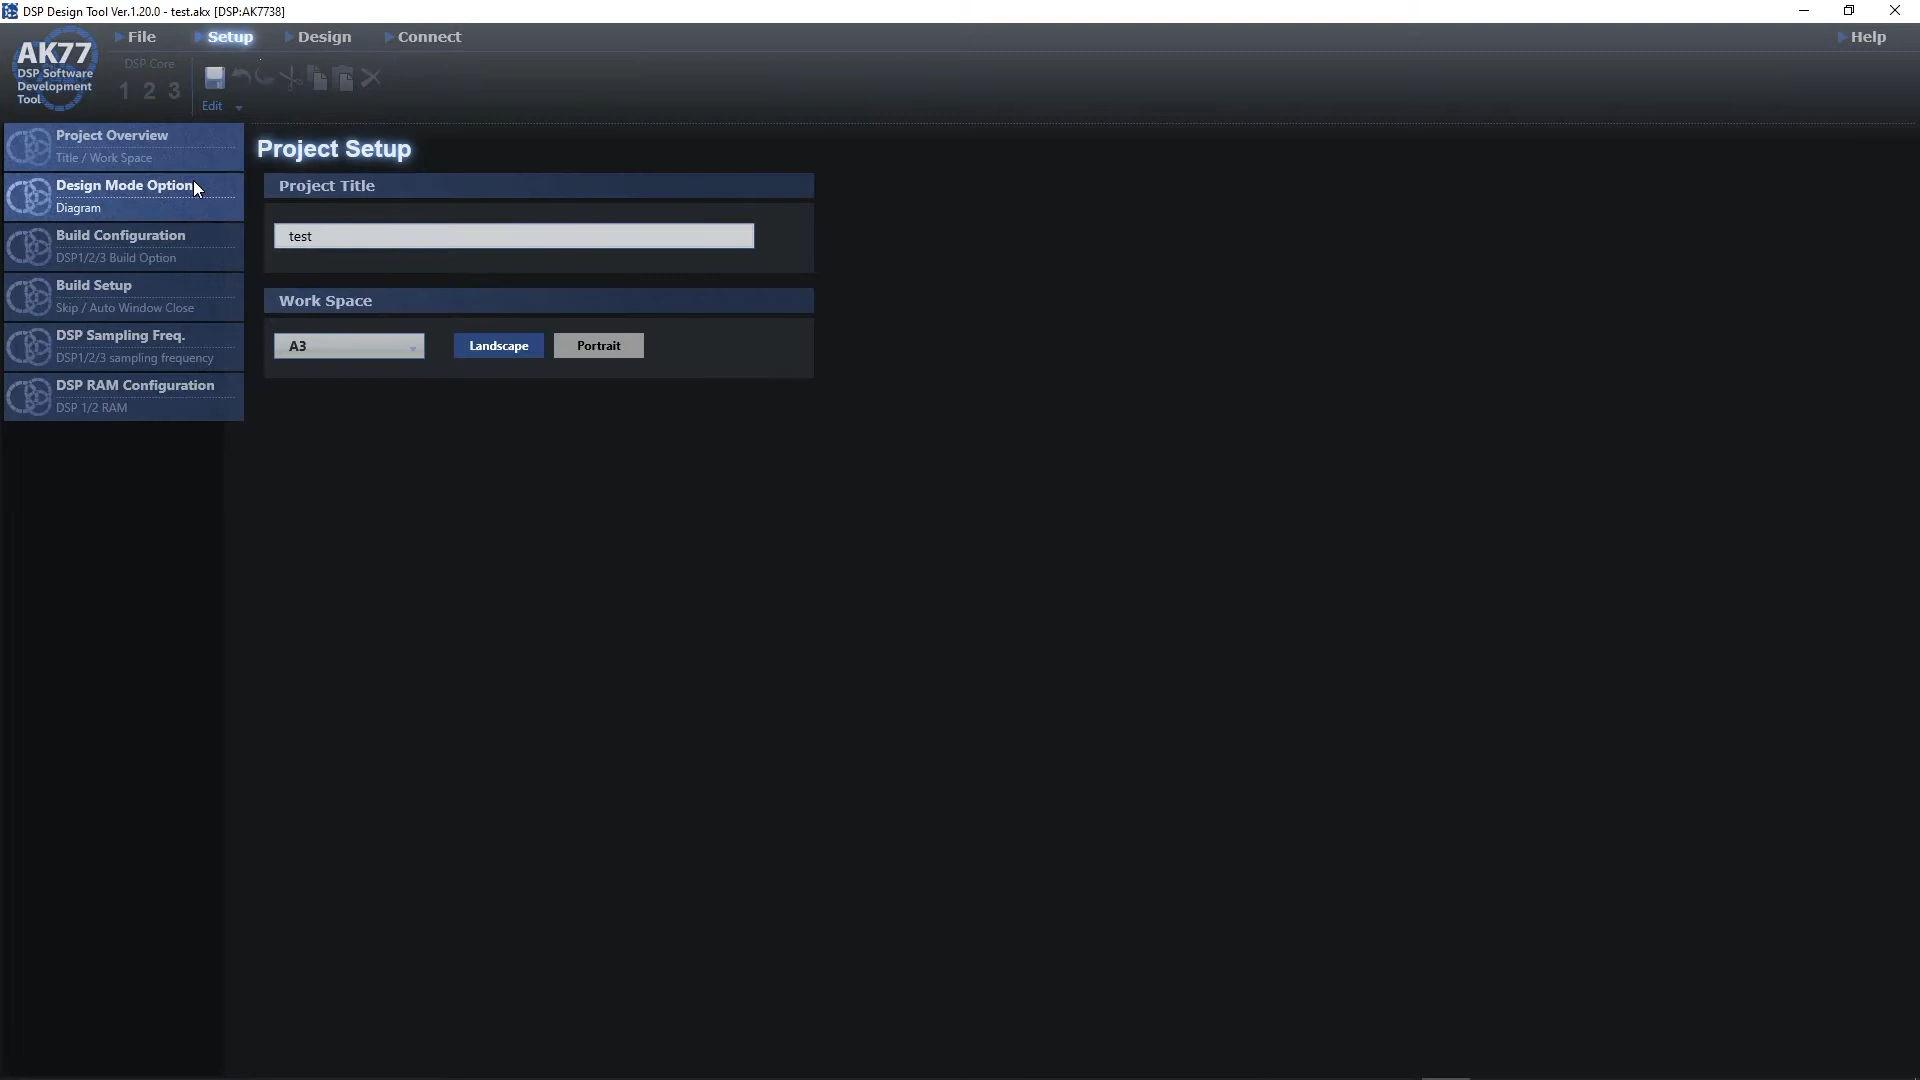 DSP Design Tool Ver.1.20.0 - test.akx [DSP:AK7738]
File
Setup
Design
Connect
Help
AK77
DSP Software
Development
Tool
DSP Core
1 2 3
Edit
Project Overview
Title / Work Space
Design Mode Option
Diagram
Build Configuration
DSP1/2/3 Build Option
Build Setup
Skip / Auto Window Close
DSP Sampling Freq.
DSP1/2/3 sampling frequency
DSP RAM Configuration
DSP 1/2 RAM
Project Setup
Project Title
test
Work Space
A3
Landscape
Portrait